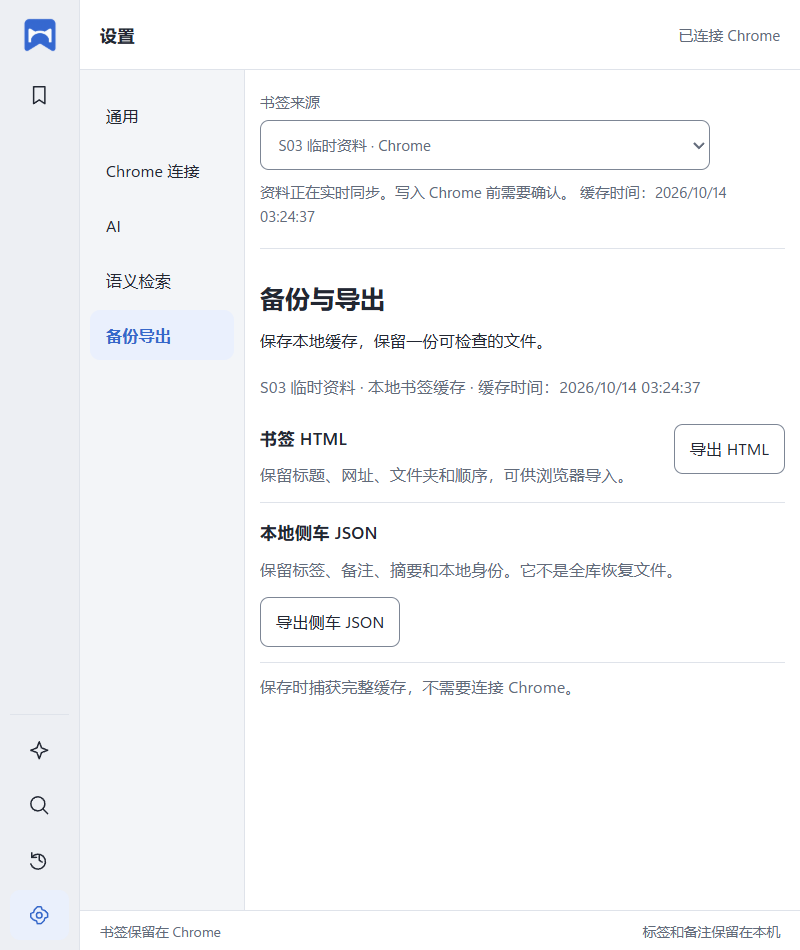 设置
已连接 Chrome
通用
Chrome 连接
AI
语义检索
备份导出
书签来源
S03 临时资料 · Chrome
资料正在实时同步。写入 Chrome 前需要确认。 缓存时间：2026/10/14
03:24:37
备份与导出
保存本地缓存，保留一份可检查的文件。
S03 临时资料 · 本地书签缓存 · 缓存时间：2026/10/14 03:24:37
书签 HTML
保留标题、网址、文件夹和顺序，可供浏览器导入。
导出 HTML
本地侧车 JSON
保留标签、备注、摘要和本地身份。它不是全库恢复文件。
导出侧车 JSON
保存时捕获完整缓存，不需要连接 Chrome。
书签保留在 Chrome
标签和备注保留在本机